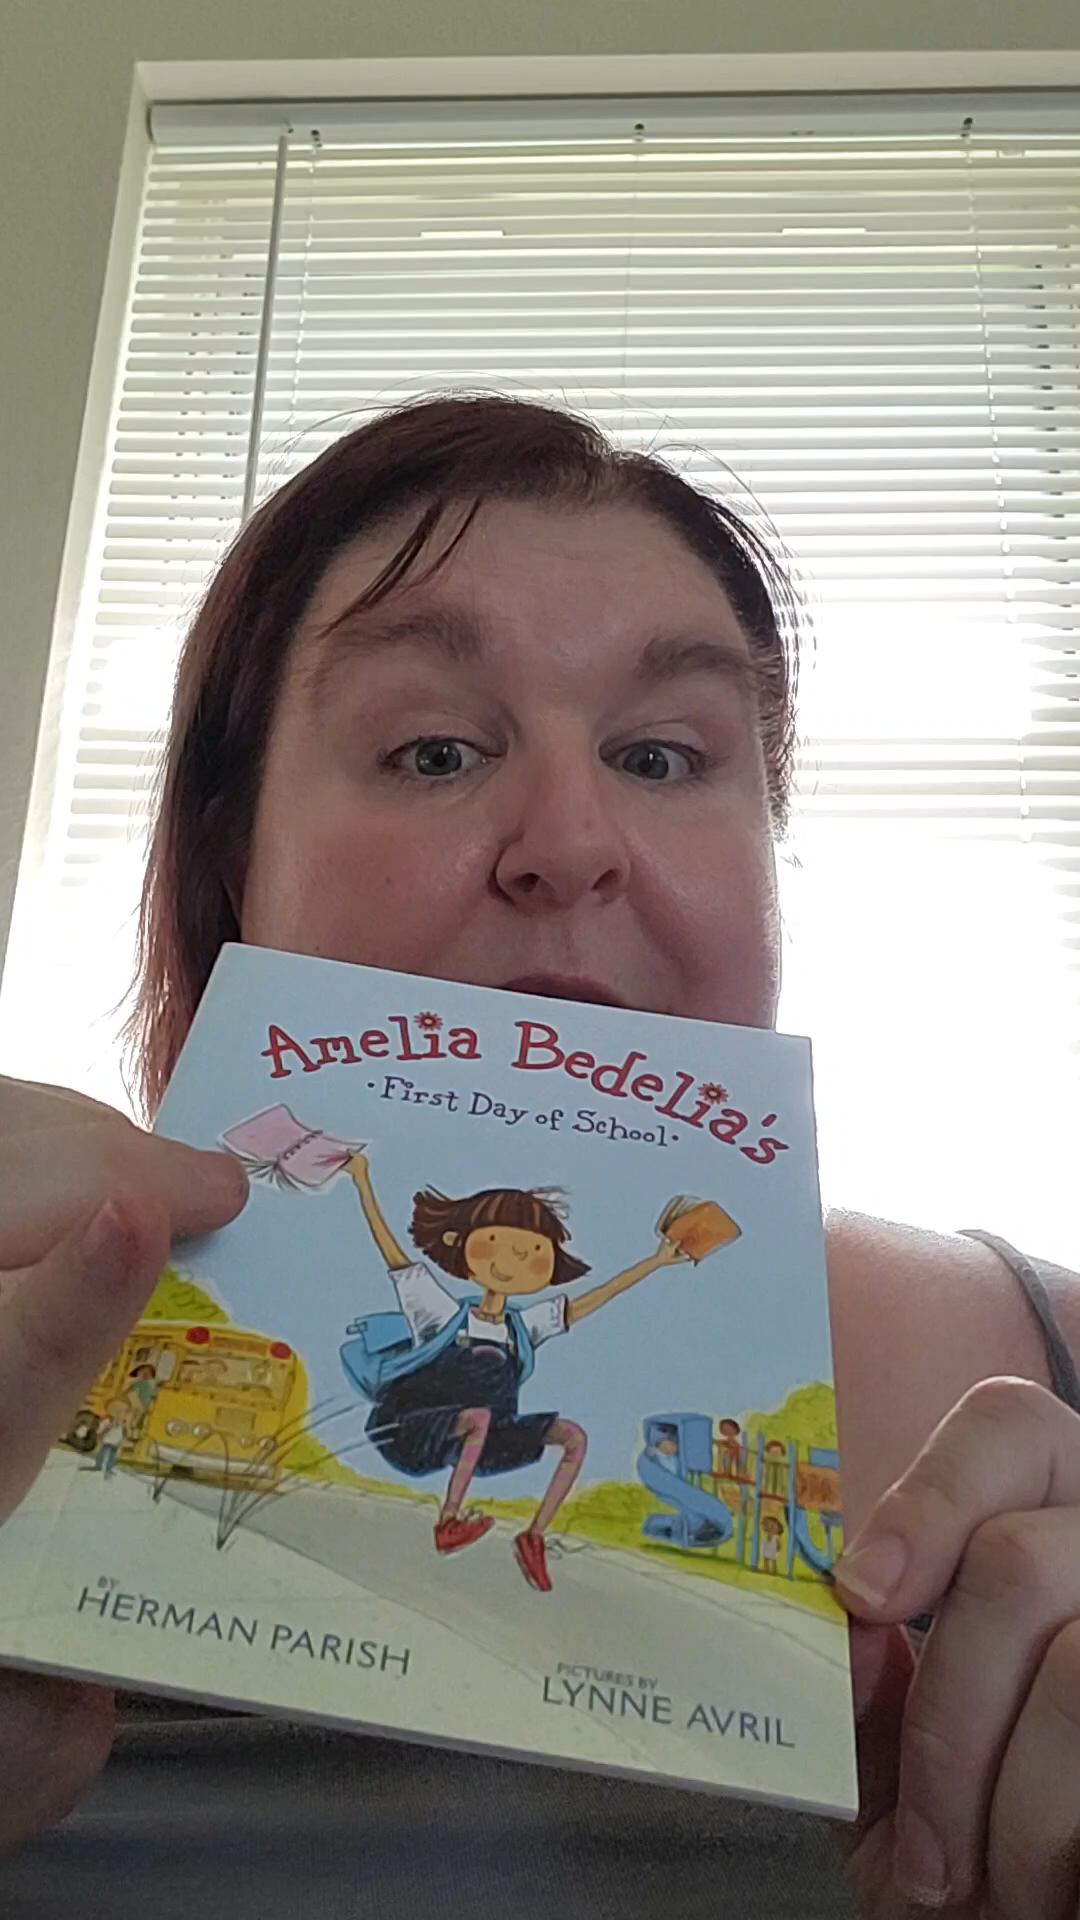 Amelia Bedelia's
·First Day of School·
BY
HERMAN PARISH
PICTURES BY
LYNNE AVRIL